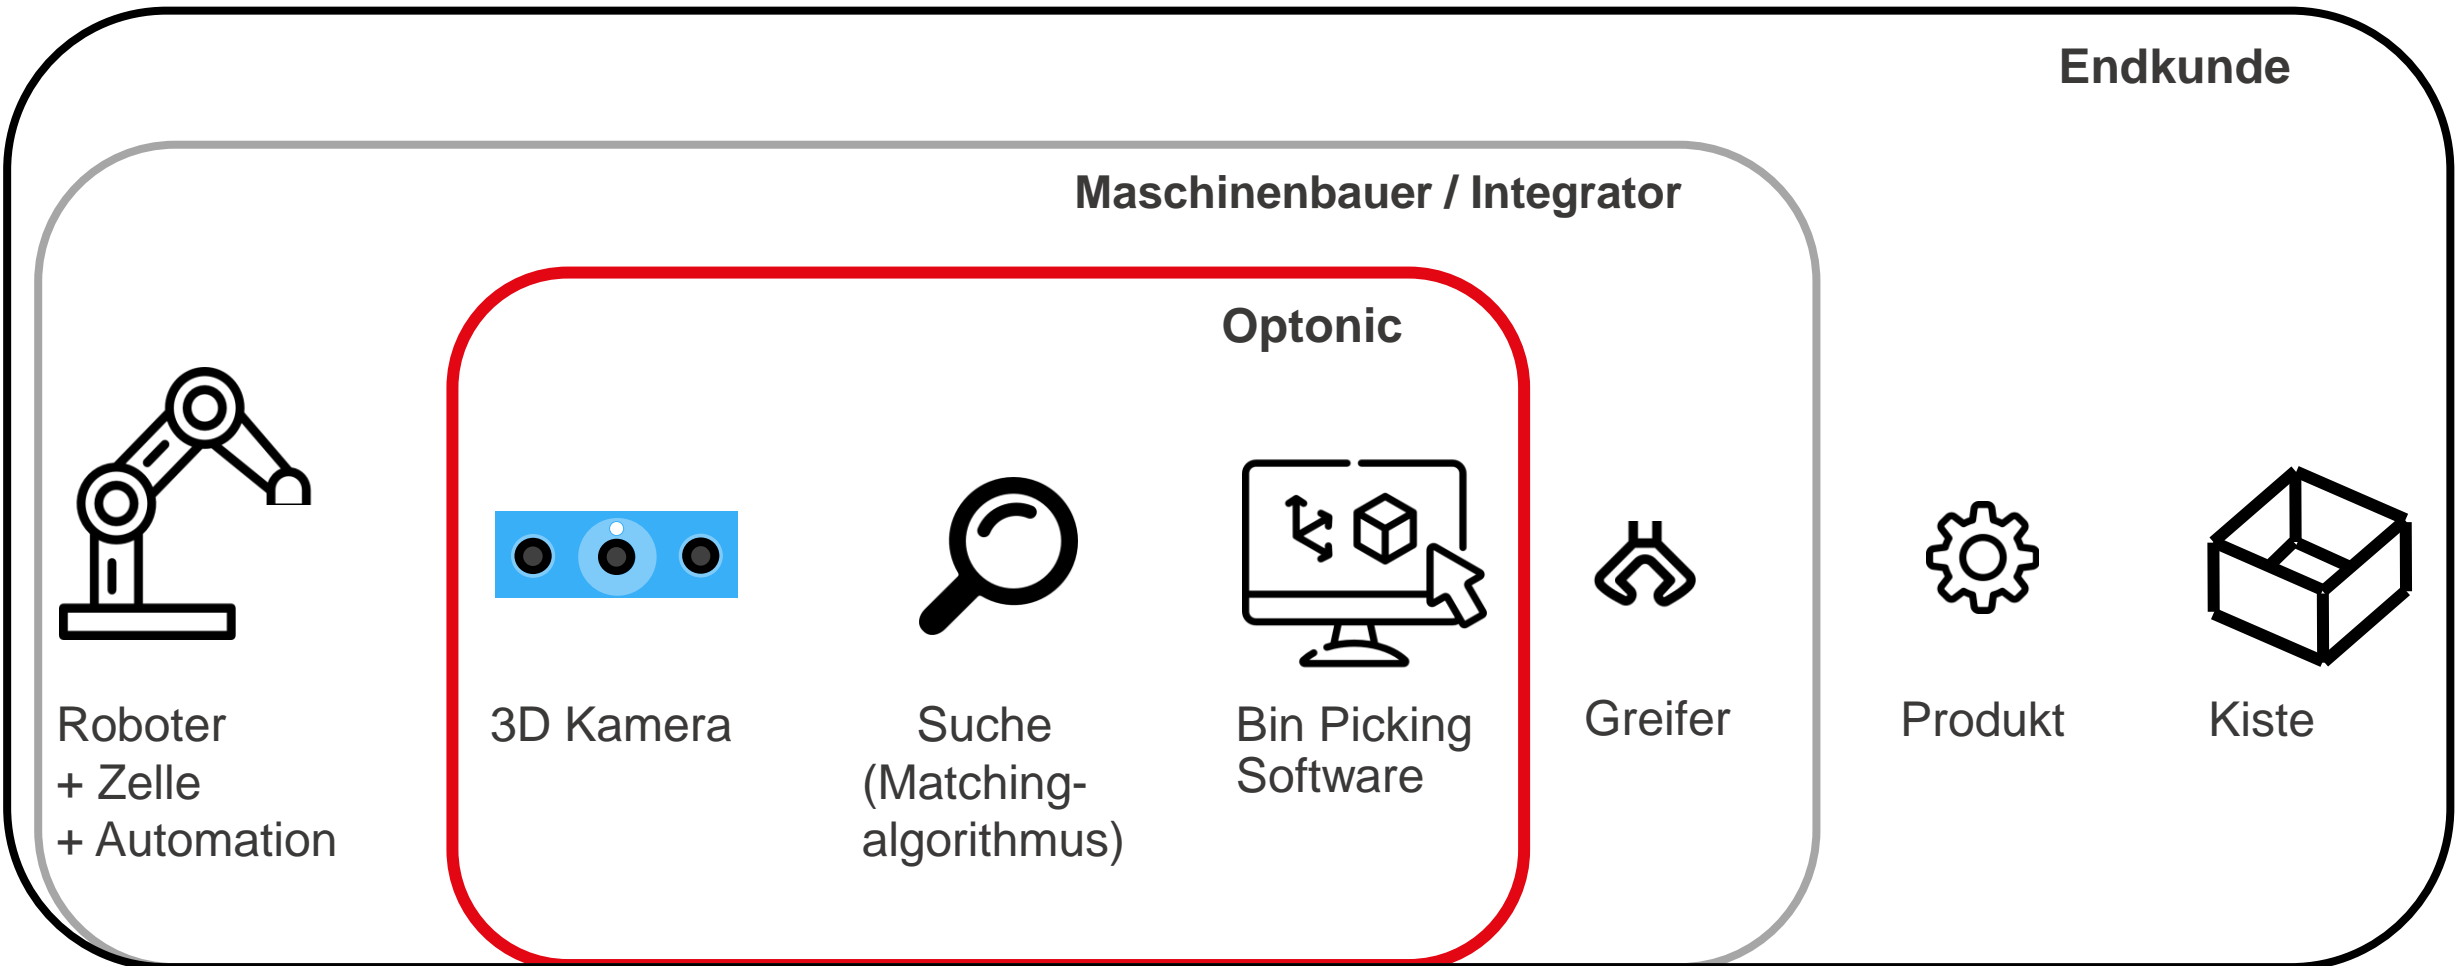 Endkunde
Maschinenbauer / Integrator
Optonic
Roboter
+ Zelle
+ Automation
3D Kamera
Suche
(Matching-
algorithmus)
Bin Picking
Software
Greifer
Produkt
Kiste